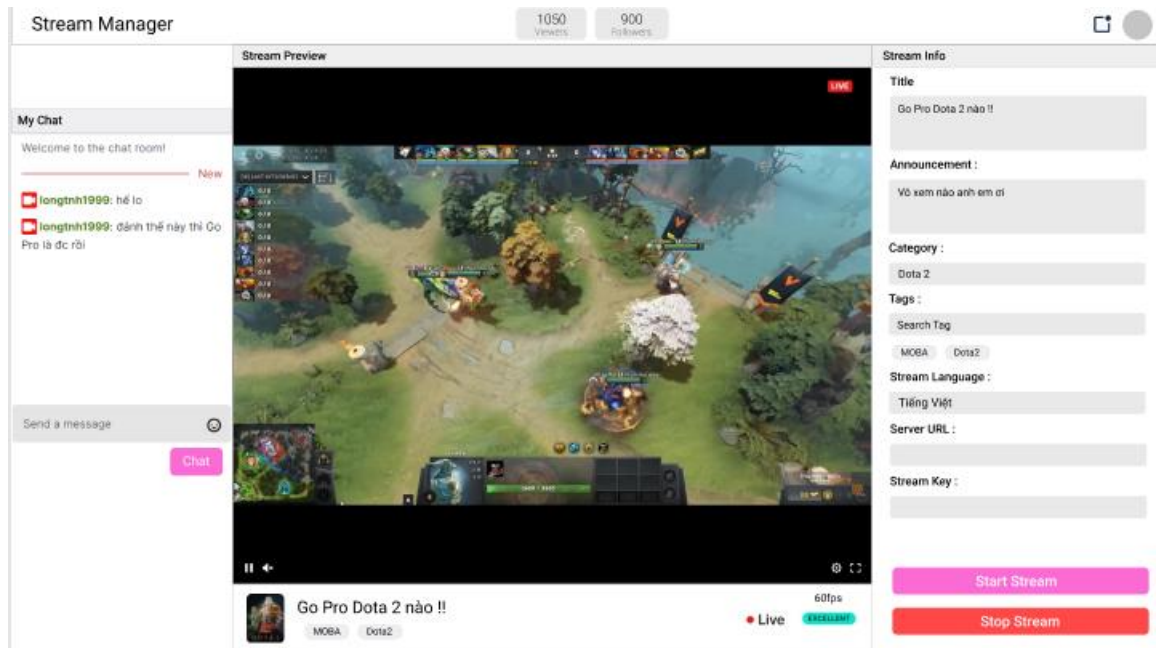 Stream Manager
1050
Viewers
900
Followers
My Chat
Welcome to the chat room!
New
longtnh1999: hế lo
longtnh1999: đánh thế này thì Go
Pro là đc rồi
Send a message
Chat
Stream Preview
LIVE
Go Pro Dota 2 nào !!
MOBA Dota2
Live
60fps
EXCELLENT
Stream Info
Title
Go Pro Dota 2 nào !!
Announcement :
Vô xem nào anh em ơi
Category :
Dota 2
Tags :
Search Tag
MOBA Dota2
Stream Language :
Tiếng Việt
Server URL :
Stream Key :
Start Stream
Stop Stream